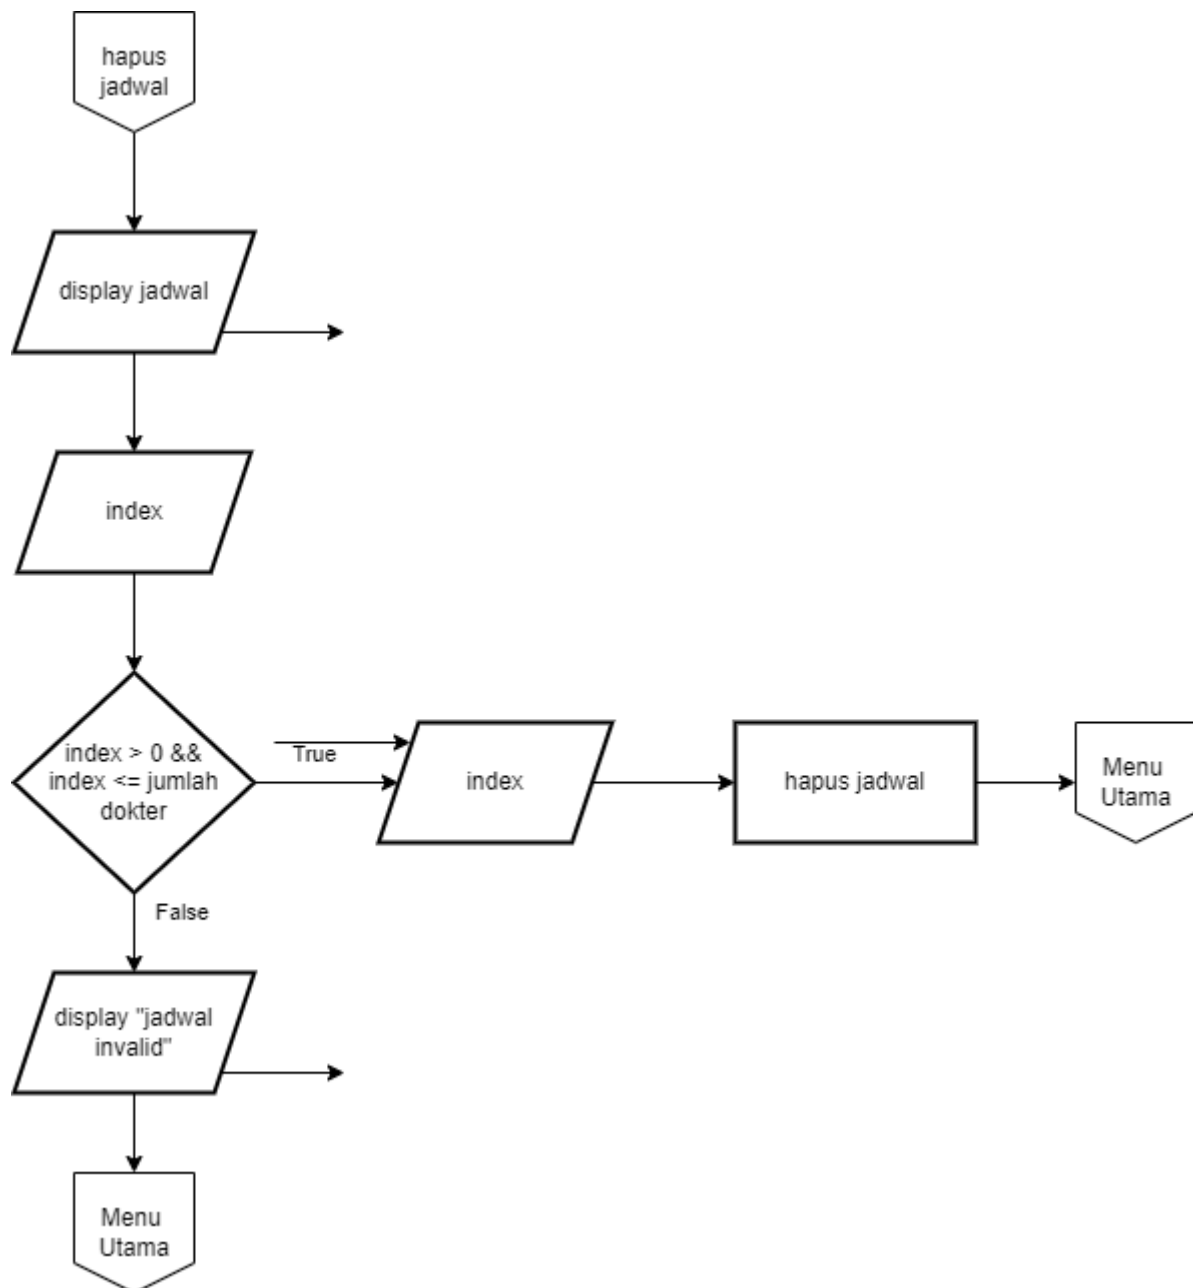 hapus
jadwal
display jadwal
index
index > 0 &&
index <= jumlah
dokter
True
index
hapus jadwal
Menu
Utama
False
display "jadwal
invalid"
Menu
Utama